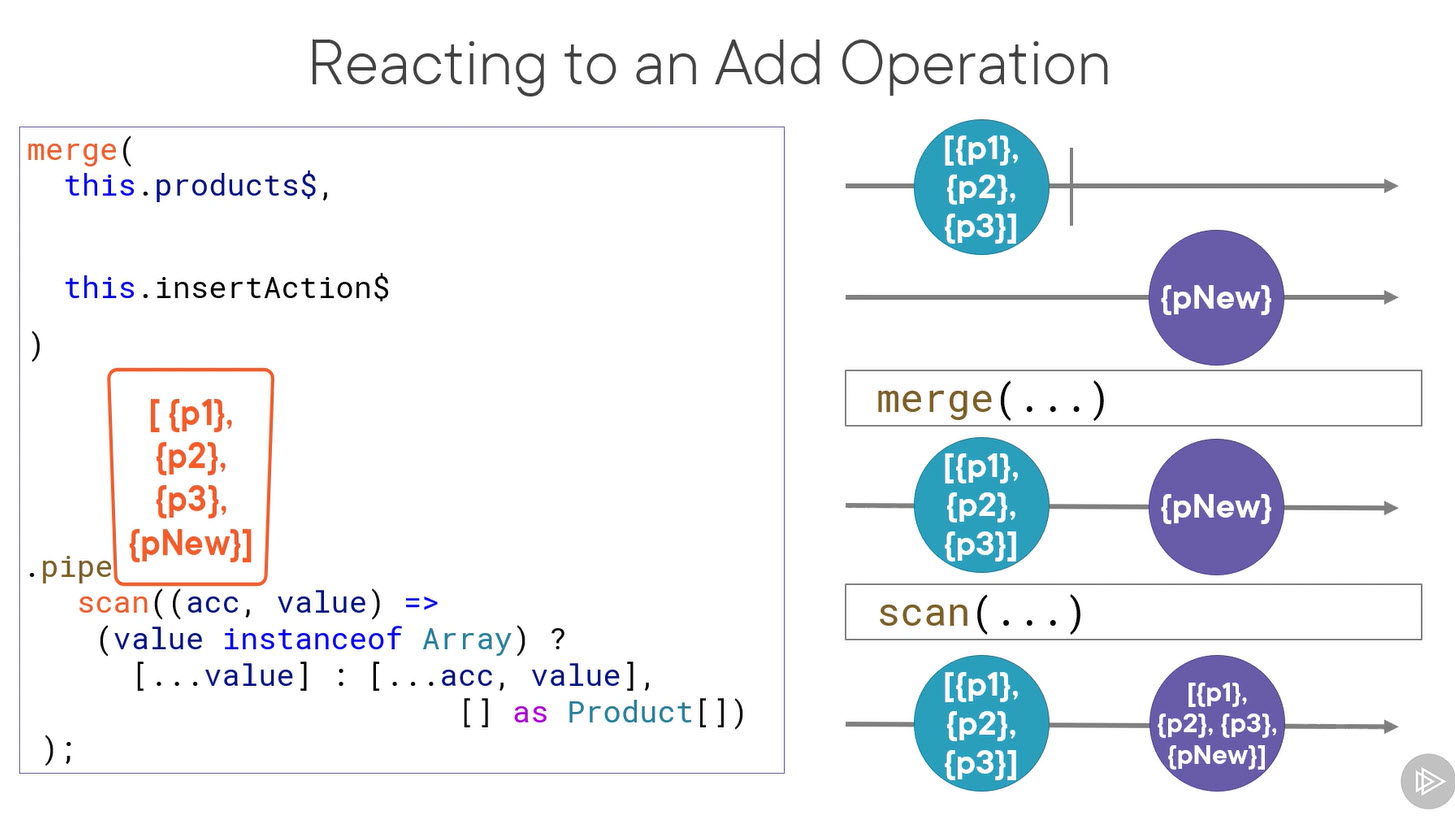 Reacting to an Add Operation
merge(
this.products$,
this.insertAction$
)
[ {p1},
{p2},
{p3},
{pNew}]
.pipe
scan((acc, value) =>
(value instanceof Array) ?
[...value] : [...acc, value],
[] as Product[])
);
[{p1},
{p2},
{p3}]
{pNew}
merge(...)
[{p1},
{p2},
{p3}]
{pNew}
scan(...)
[{p1},
{p2},
{p3}]
[{p1},
{p2}, {p3},
{pNew}]